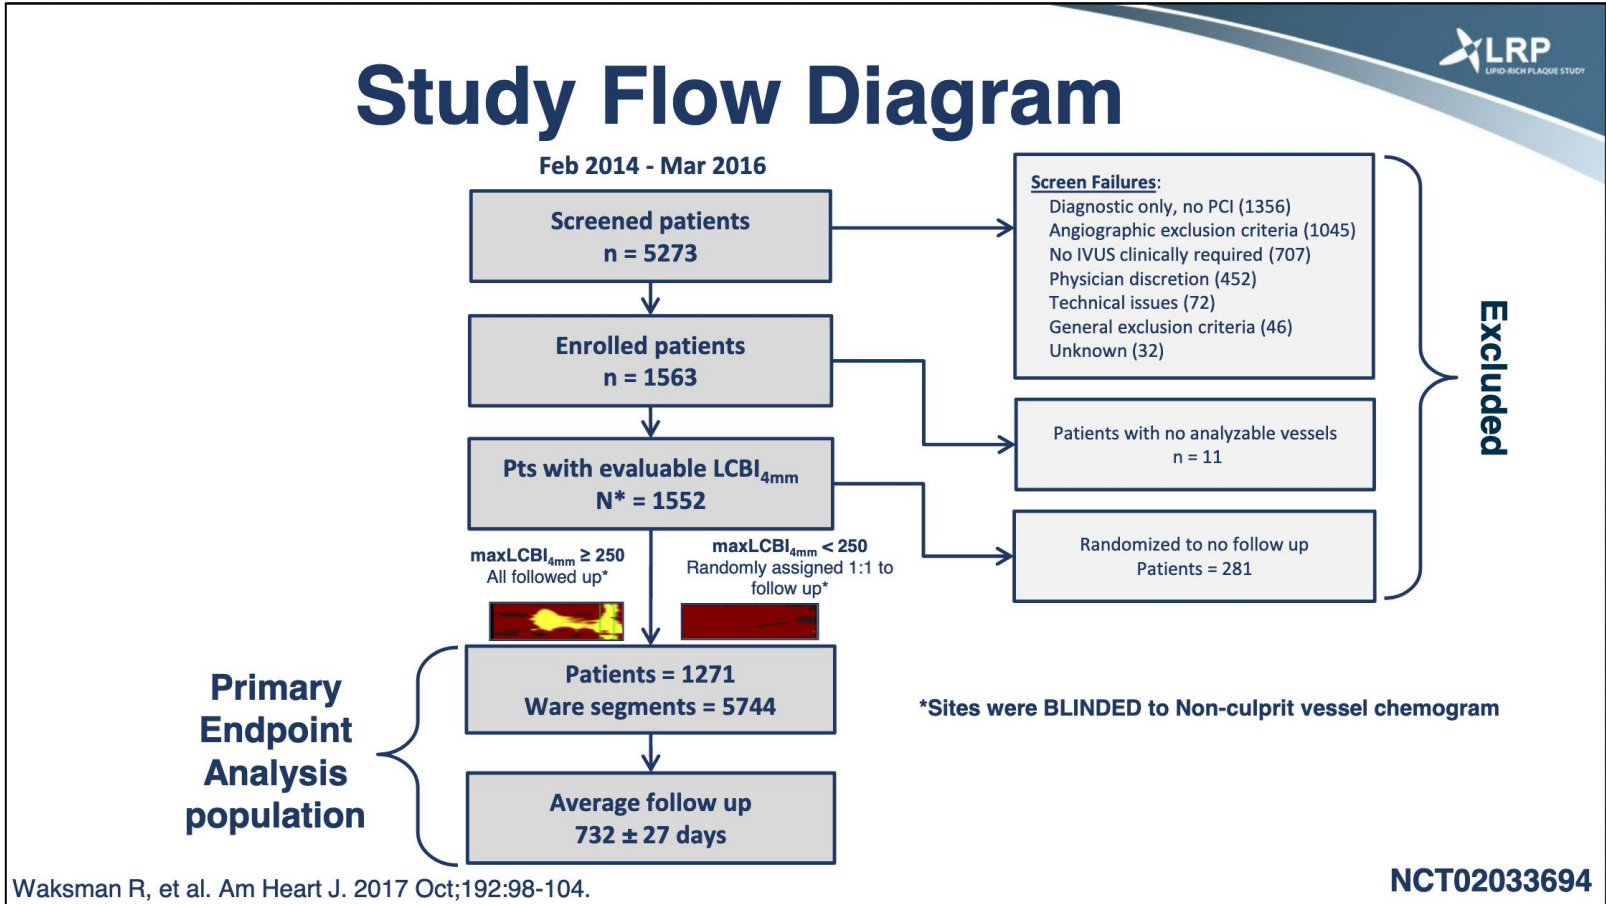 LRP
LIPID-RICH PLAQUE STUDY
Study Flow Diagram
Feb 2014 - Mar 2016
Screened patients
n = 5273
Screen Failures:
Diagnostic only, no PCI (1356)
Angiographic exclusion criteria (1045)
No IVUS clinically required (707)
Physician discretion (452)
Technical issues (72)
General exclusion criteria (46)
Unknown (32)
Enrolled patients
n = 1563
Excluded
Patients with no analyzable vessels
n = 11
Pts with evaluable LCBI4mm
N* = 1552
Randomized to no follow up
Patients = 281
maxLCBI4mm ≥ 250
All followed up*
maxLCBI4mm < 250
Randomly assigned 1:1 to
follow up*
Primary
Endpoint
Analysis
population
Patients = 1271
Ware segments = 5744
*Sites were BLINDED to Non-culprit vessel chemogram
Average follow up
732 ± 27 days
Waksman R, et al. Am Heart J. 2017 Oct;192:98-104.
NCT02033694